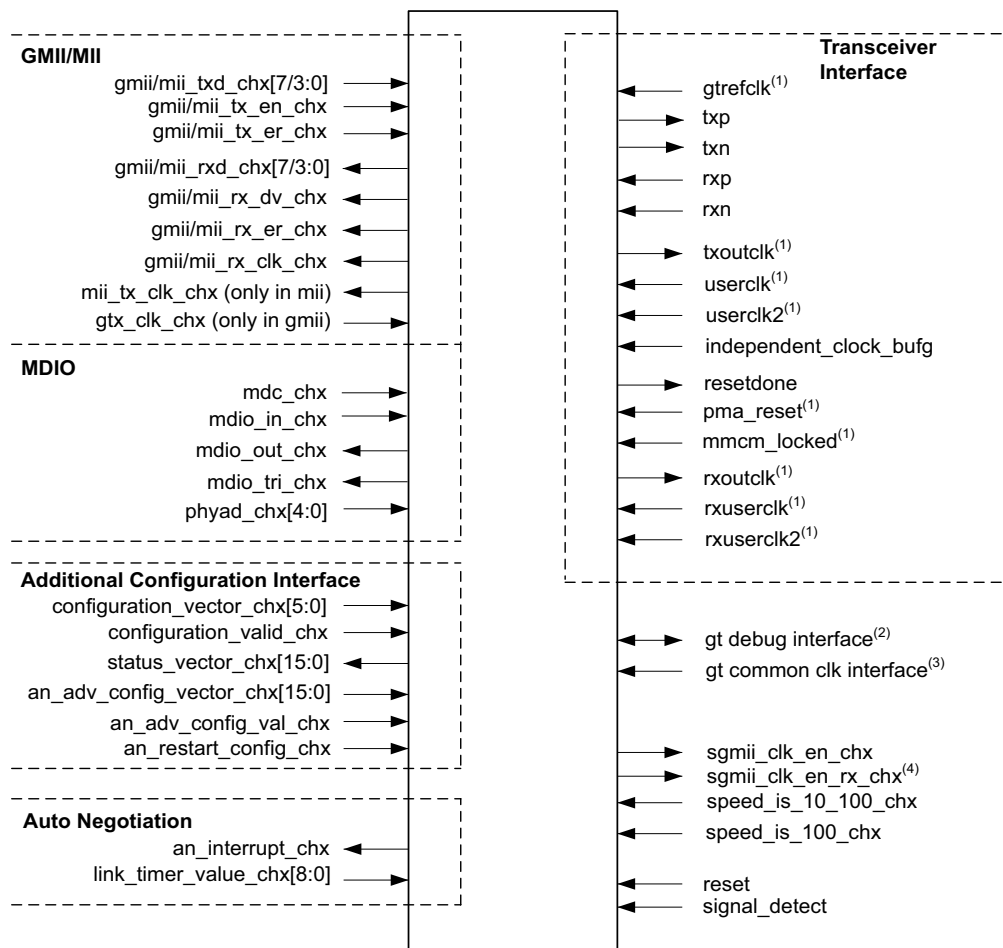 GMII/MII
gmii/mii_txd_chx[7/3:0]
gmii/mii_tx_en_chx
gmii/mii_tx_er_chx
gmii/mii_rxd_chx[7/3:0]
gmii/mii_rx_dv_chx
gmii/mii_rx_er_chx
gmii/mii_rx_clk_chx
mii_tx_clk_chx (only in mii)
gtx_clk_chx (only in gmii)
MDIO
mdc_chx
mdio_in_chx
mdio_out_chx
mdio_tri_chx
phyad_chx[4:0]
Additional Configuration Interface
configuration_vector_chx[5:0]
configuration_valid_chx
status_vector_chx[15:0]
an_adv_config_vector_chx[15:0]
an_adv_config_val_chx
an_restart_config_chx
Auto Negotiation
an_interrupt_chx
link_timer_value_chx[8:0]
Transceiver
Interface
gtrefclk(1)
txp
txn
rxp
rxn
txoutclk(1)
userclk(1)
userclk2(1)
independent_clock_bufg
resetdone
pma_reset(1)
mmcm_locked(1)
rxoutclk(1)
rxuserclk(1)
rxuserclk2(1)
gt debug interface(2)
gt common clk interface(3)
sgmii_clk_en_chx
sgmii_clk_en_rx_chx(4)
speed_is_10_100_chx
speed_is_100_chx
reset
signal_detect